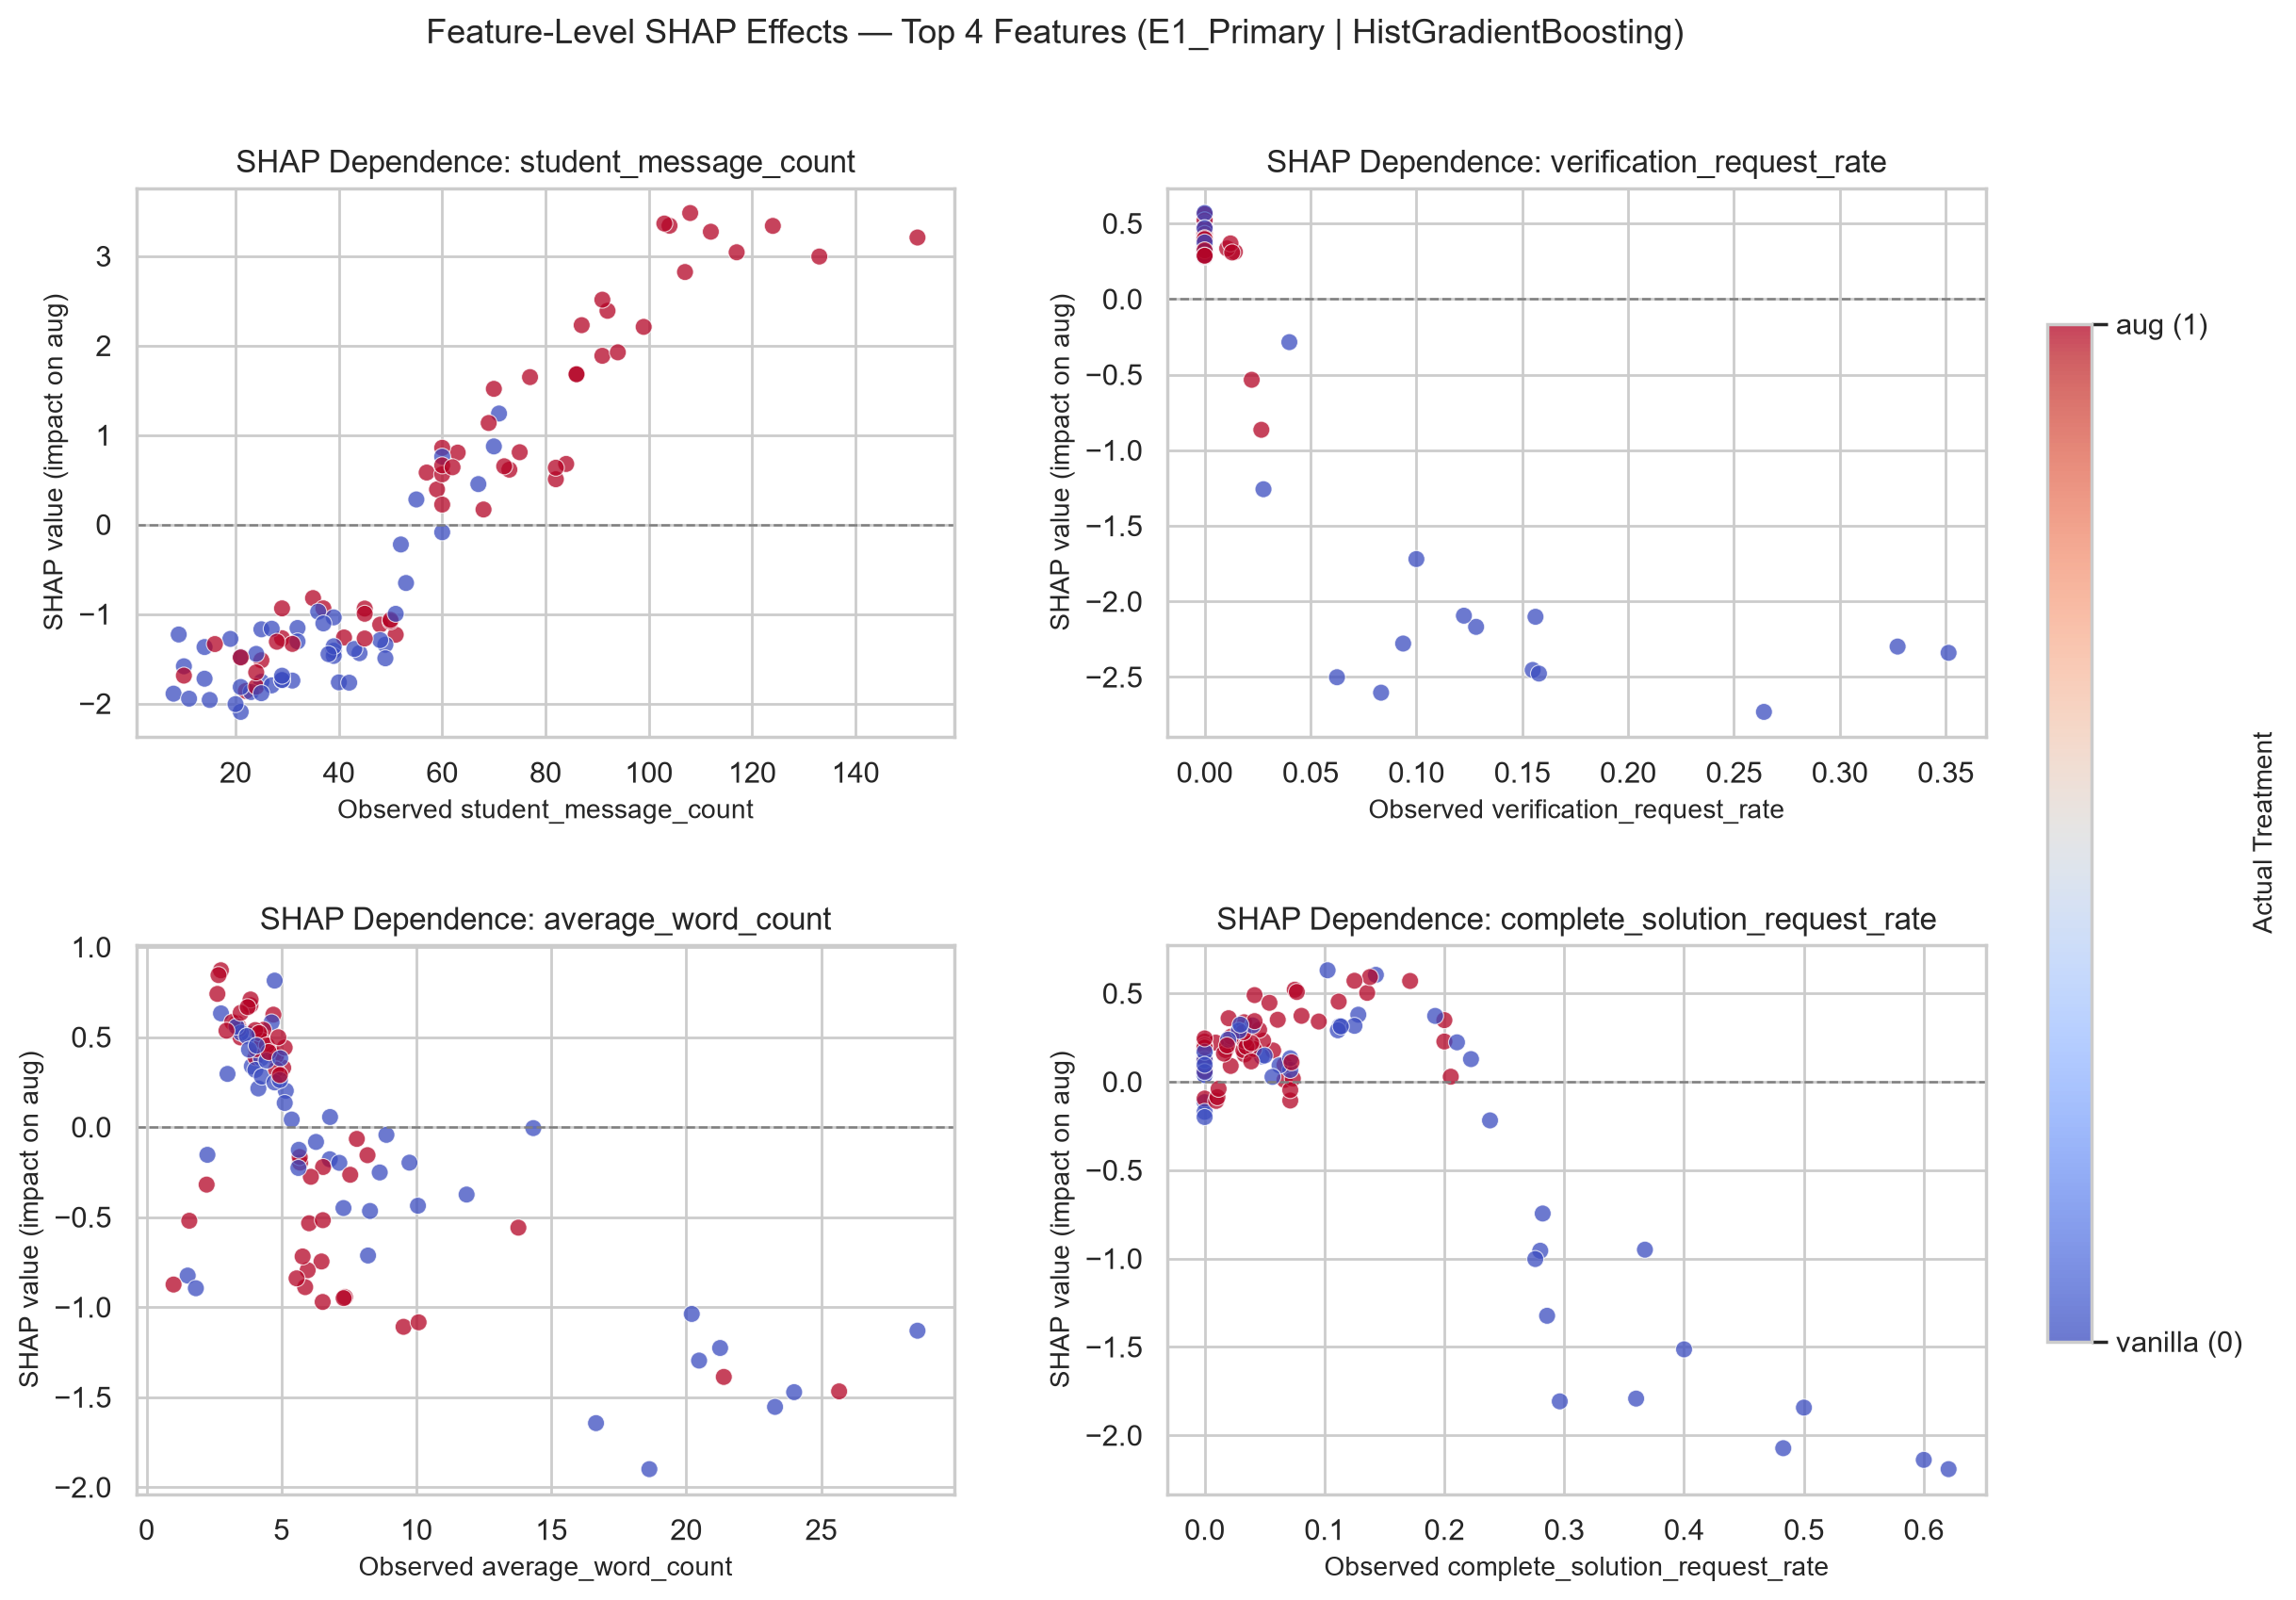 Feature-Level SHAP Effects — Top 4 Features (E1_Primary | HistGradientBoosting)
SHAP Dependence: student_message_count
SHAP value (impact on aug)
3
2
1
0
−1
−2
20 40 60 80 100 120 140
Observed student_message_count
SHAP Dependence: verification_request_rate
SHAP value (impact on aug)
0.5
0.0
−0.5
−1.0
−1.5
−2.0
−2.5
0.00 0.05 0.10 0.15 0.20 0.25 0.30 0.35
Observed verification_request_rate
SHAP Dependence: average_word_count
SHAP value (impact on aug)
1.0
0.5
0.0
−0.5
−1.0
−1.5
−2.0
0 5 10 15 20 25
Observed average_word_count
SHAP Dependence: complete_solution_request_rate
SHAP value (impact on aug)
0.5
0.0
−0.5
−1.0
−1.5
−2.0
0.0 0.1 0.2 0.3 0.4 0.5 0.6
Observed complete_solution_request_rate
aug (1)
vanilla (0)
Actual Treatment